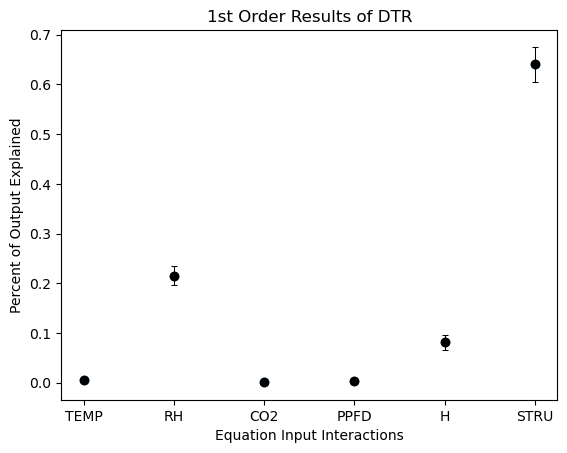 1st Order Results of DTR
Percent of Output Explained
0.7
0.6
0.5
0.4
0.3
0.2
0.1
0.0
TEMP RH CO2 PPFD H STRU
Equation Input Interactions